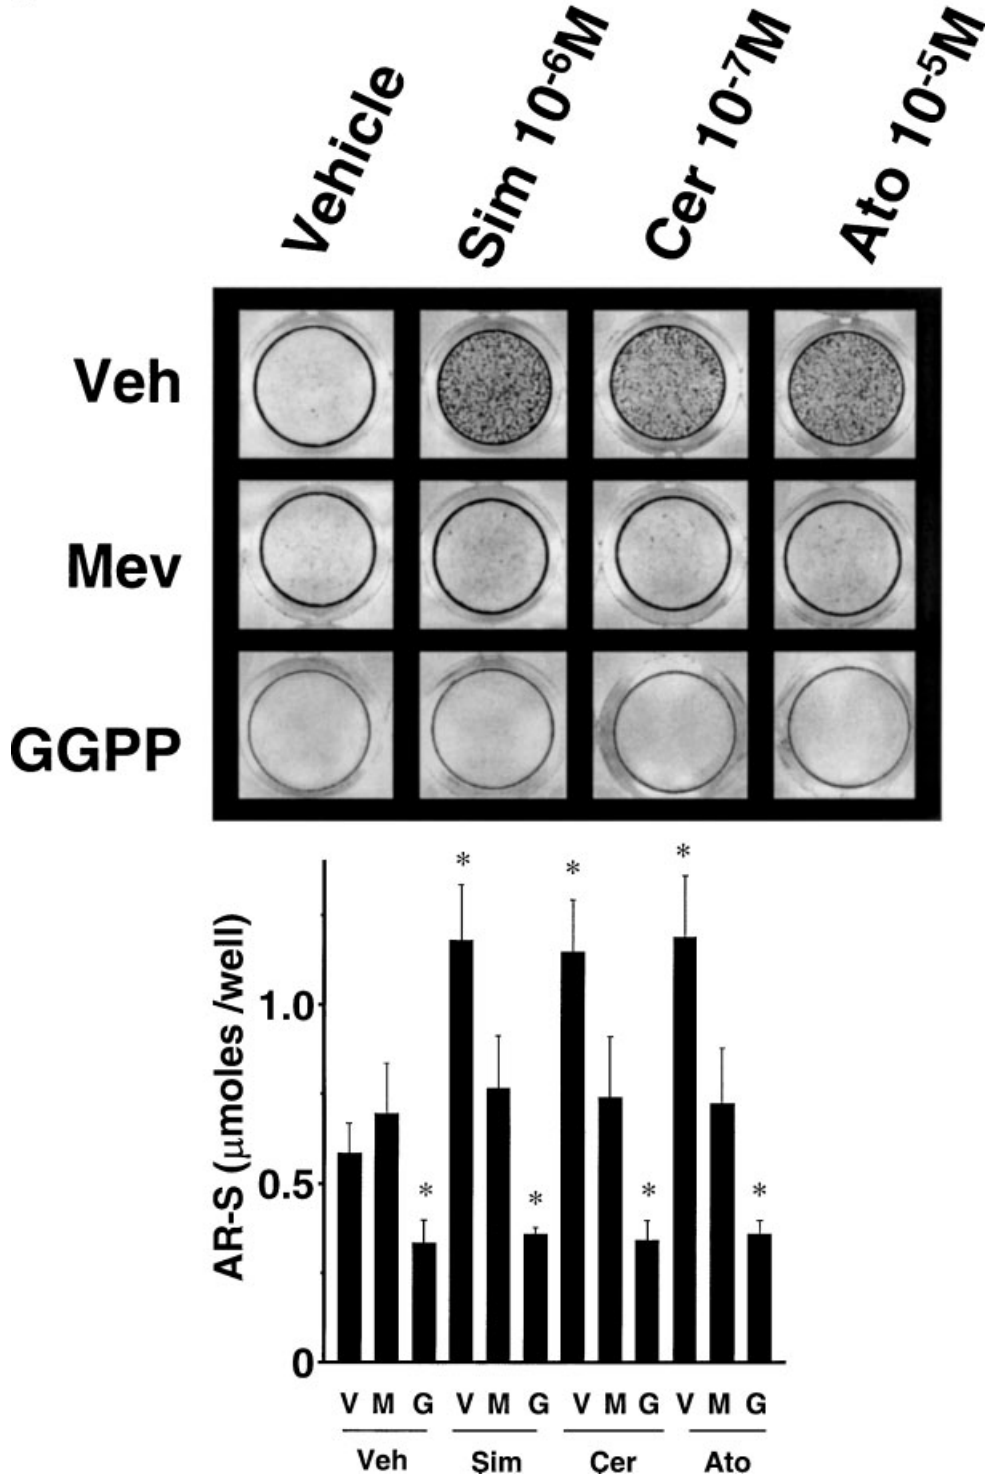 Vehicle Sim 10⁻⁶M Cer 10⁻⁷M Ato 10⁻⁵M
Veh
Mev
GGPP
* * *
1.0
* * * *
0.5
0
AR-S (μmoles /well)
V M G V M G V M G V M G
Veh Sim Cer Ato